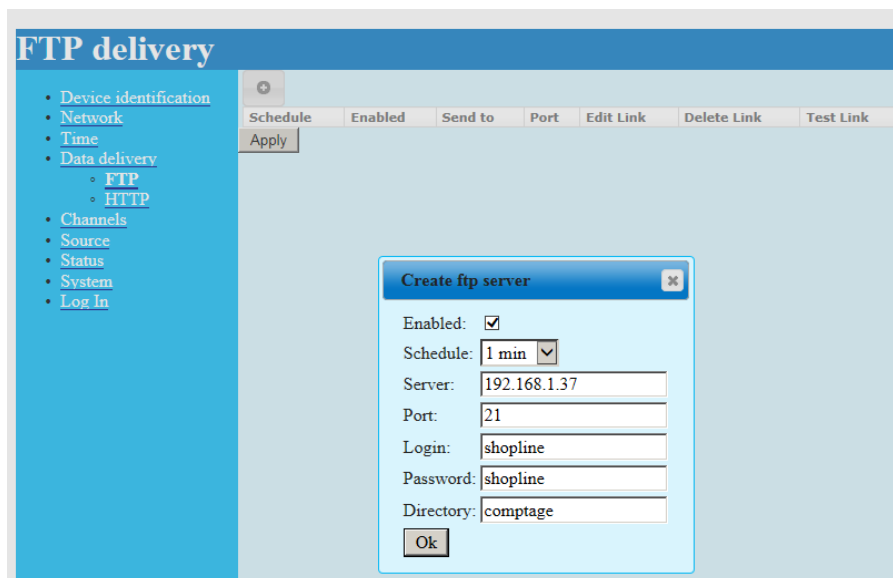 FTP delivery
Device identification
Network
Time
Data delivery
FTP
HTTP
Channels
Source
Status
System
Log In
Schedule Enabled Send to Port Edit Link Delete Link Test Link
Apply
Create ftp server
Enabled:
Schedule: 1 min
Server: 192.168.1.37
Port: 21
Login: shopline
Password: shopline
Directory: comptage
Ok